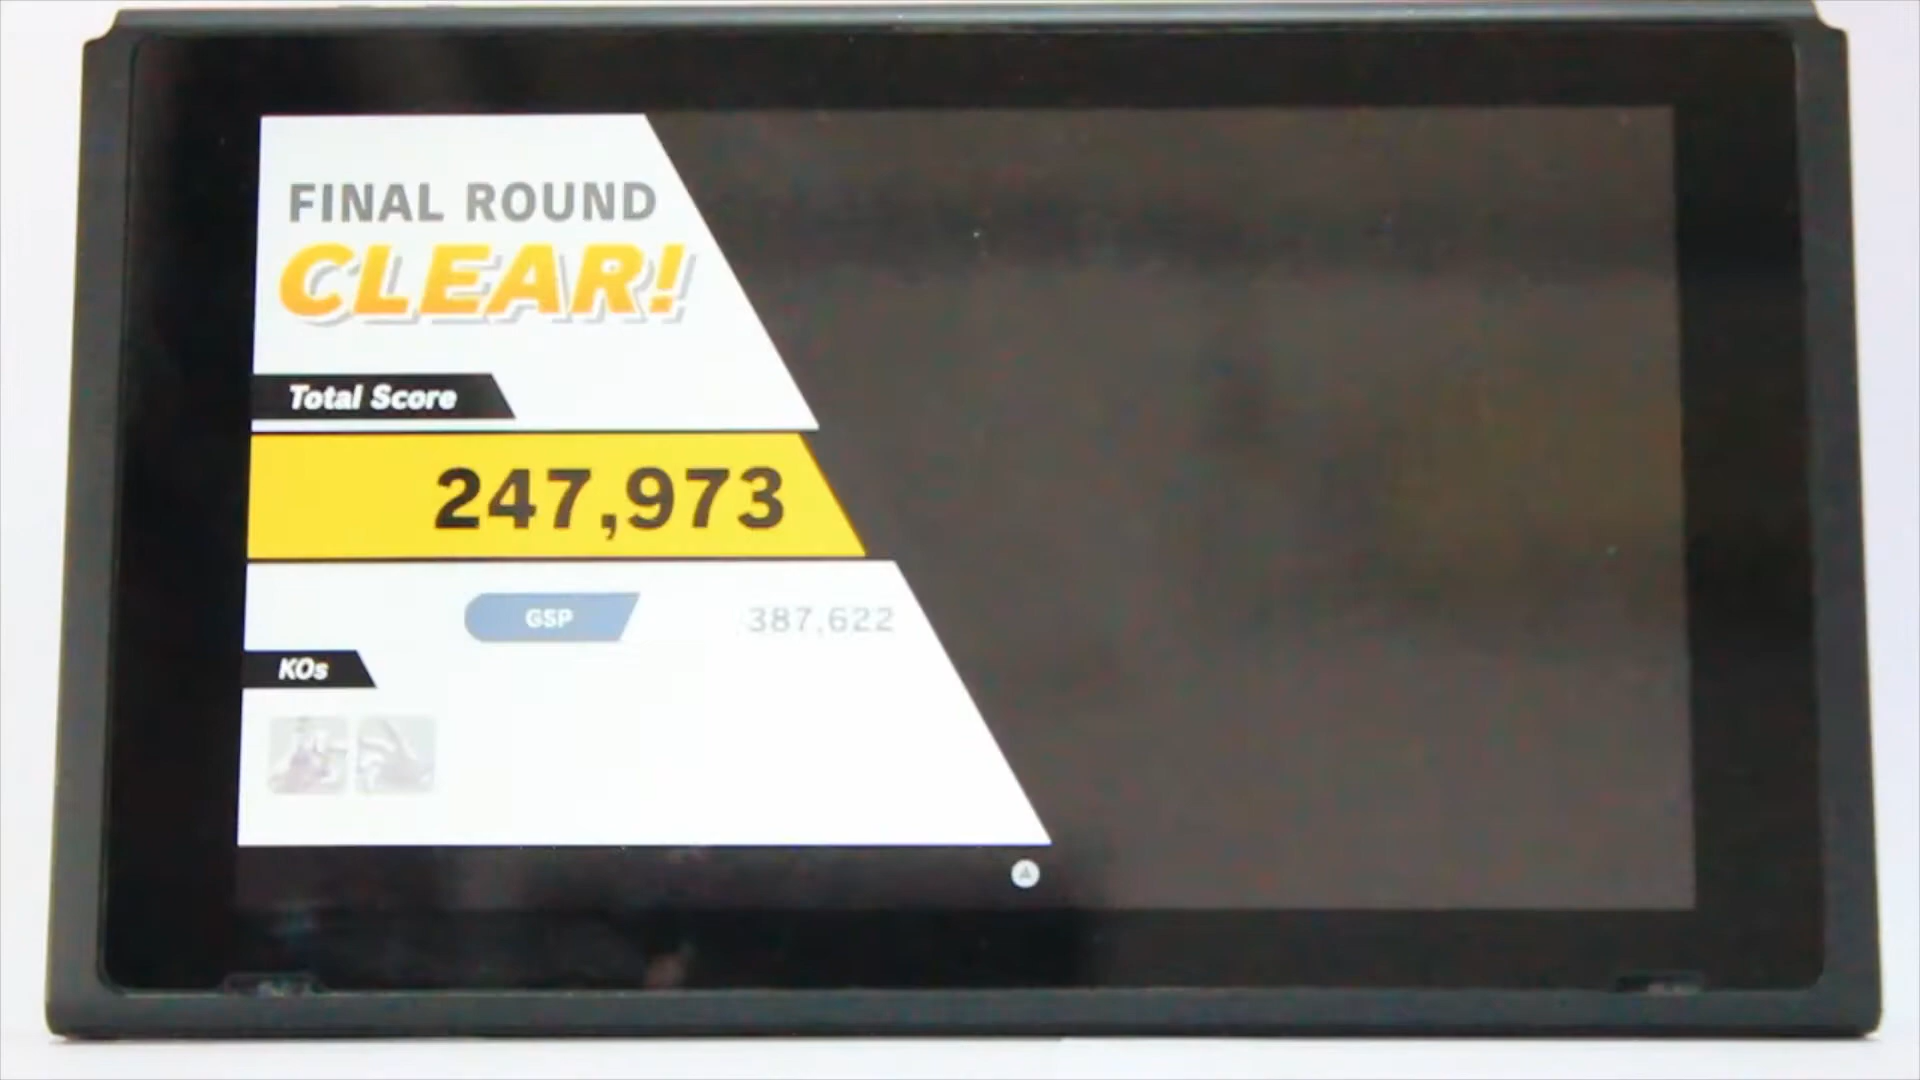 FINAL ROUND
CLEAR!
Total Score
247,973
GSP 387,622
KOs
A